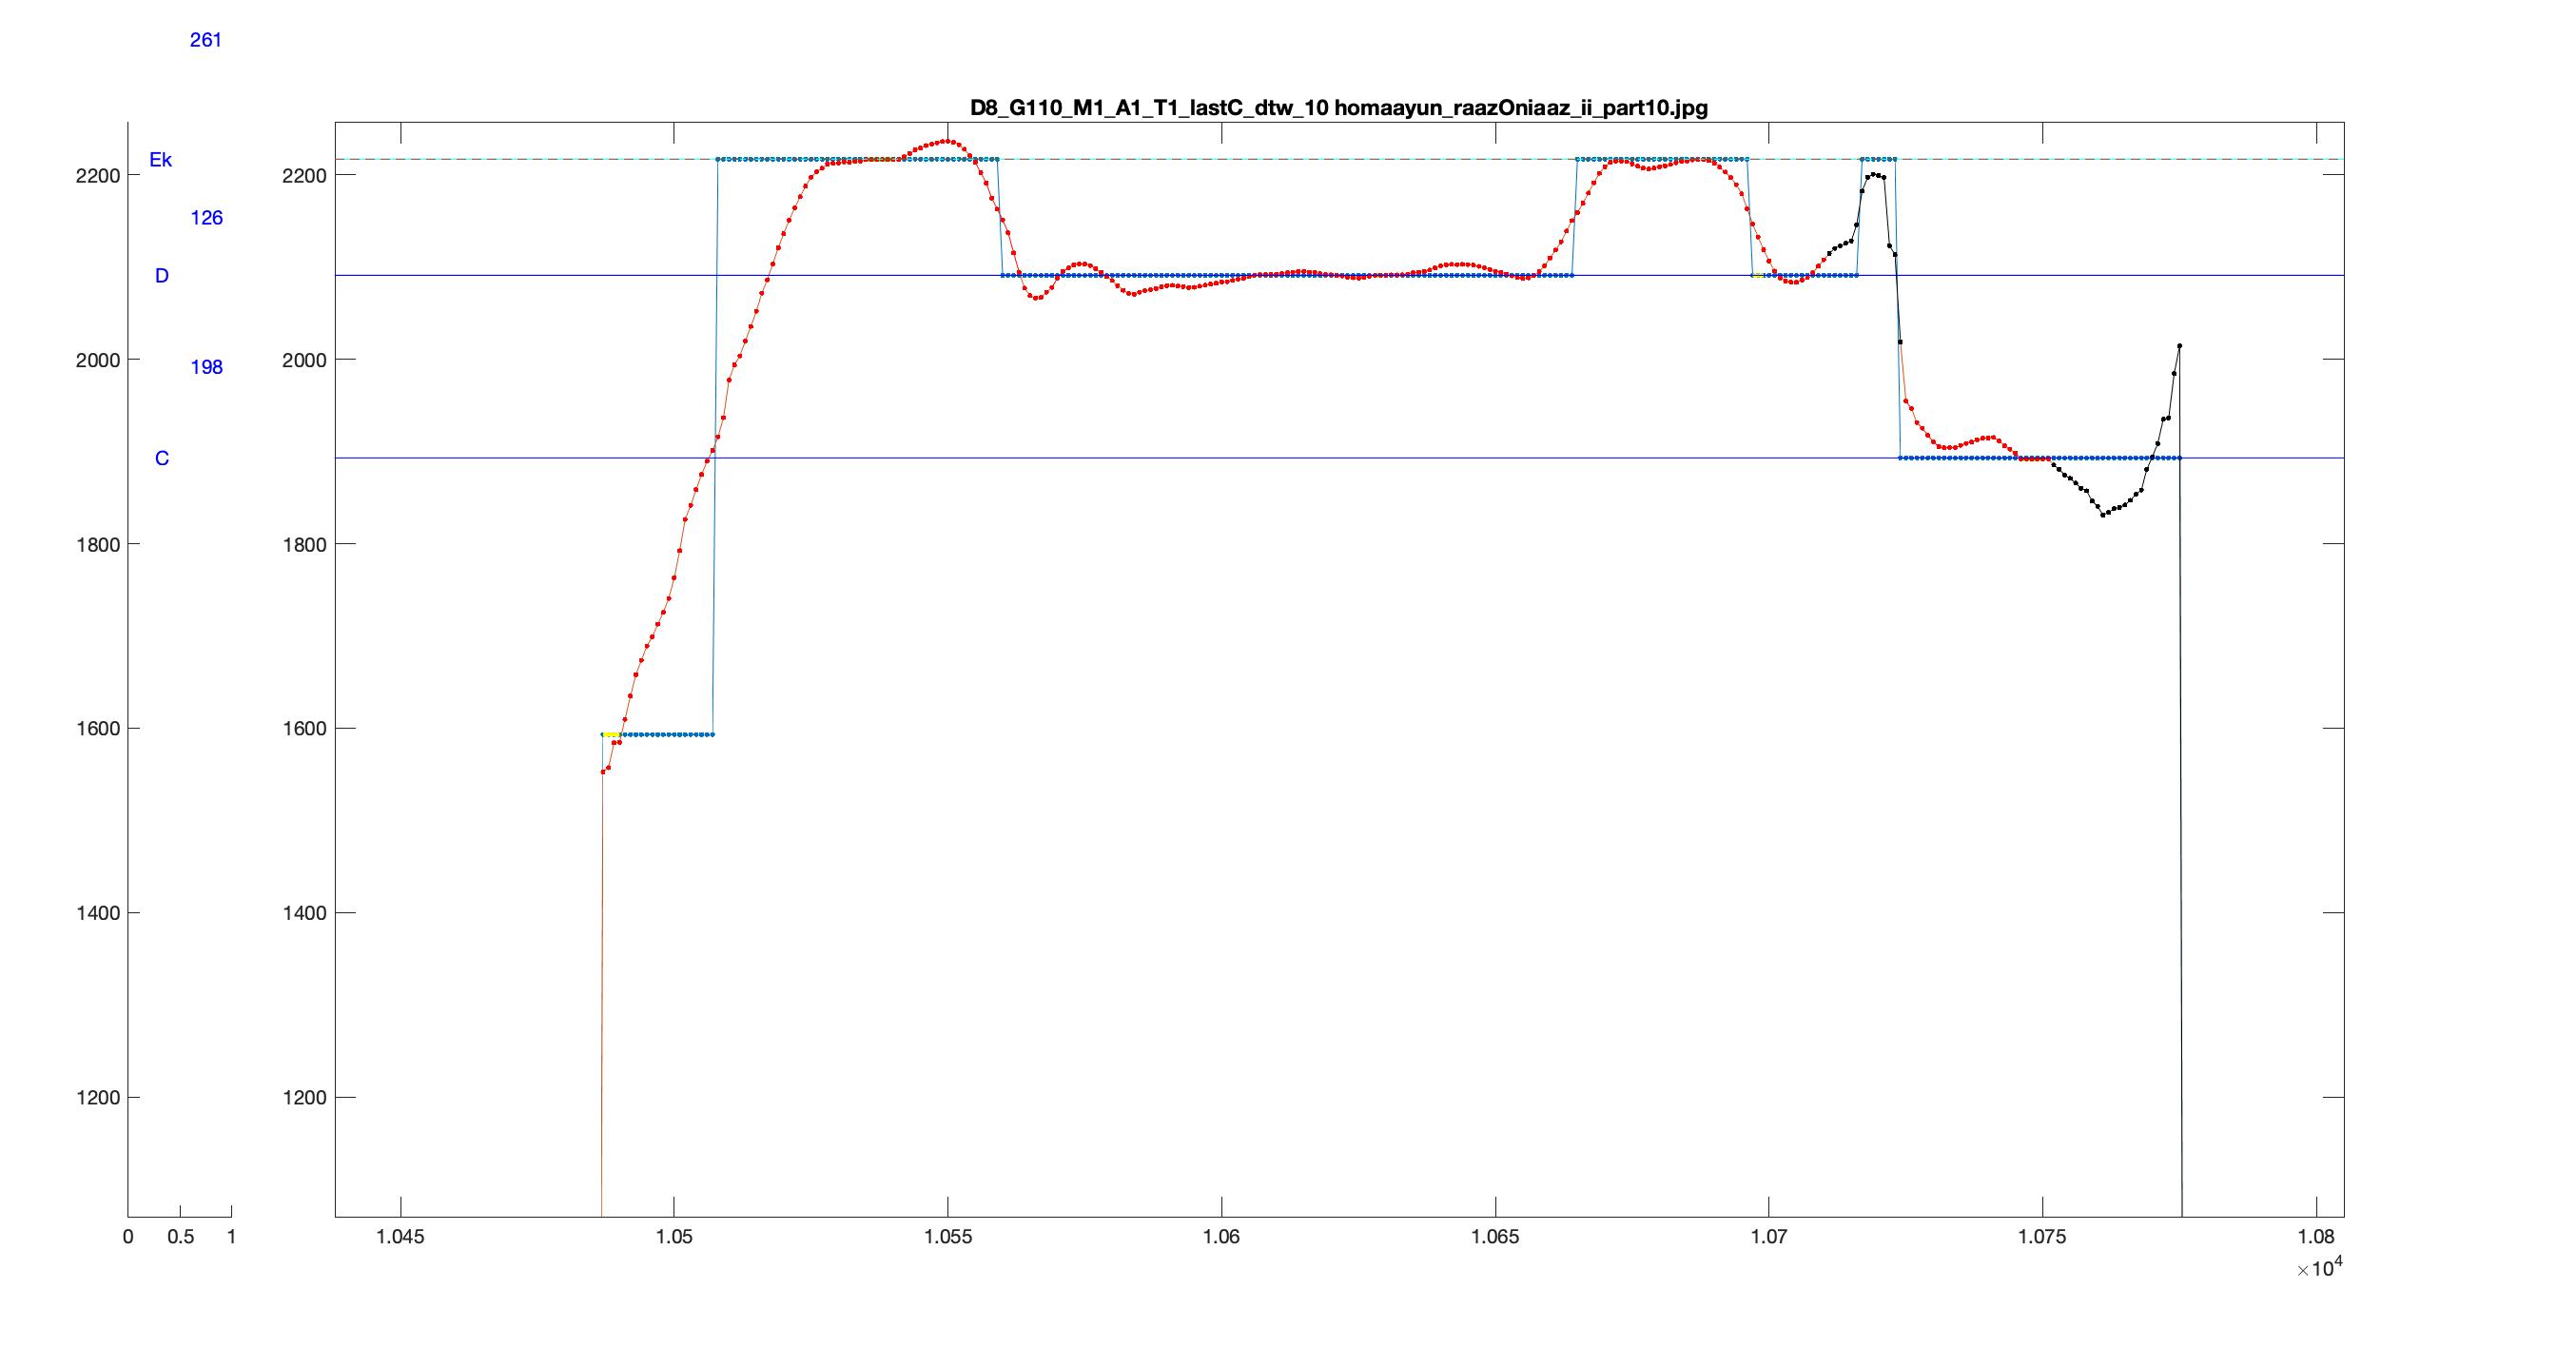 261
D8_G110_M1_A1_T1_lastC_dtw_10 homaayun_raazOniaaz_ii_part10.jpg
Ek
2200 2200
126
D
2000 198 2000
C
1800 1800
1600 1600
1400 1400
1200 1200
0 0.5 1 1.045 1.05 1.055 1.06 1.065 1.07 1.075 1.08
×10⁴